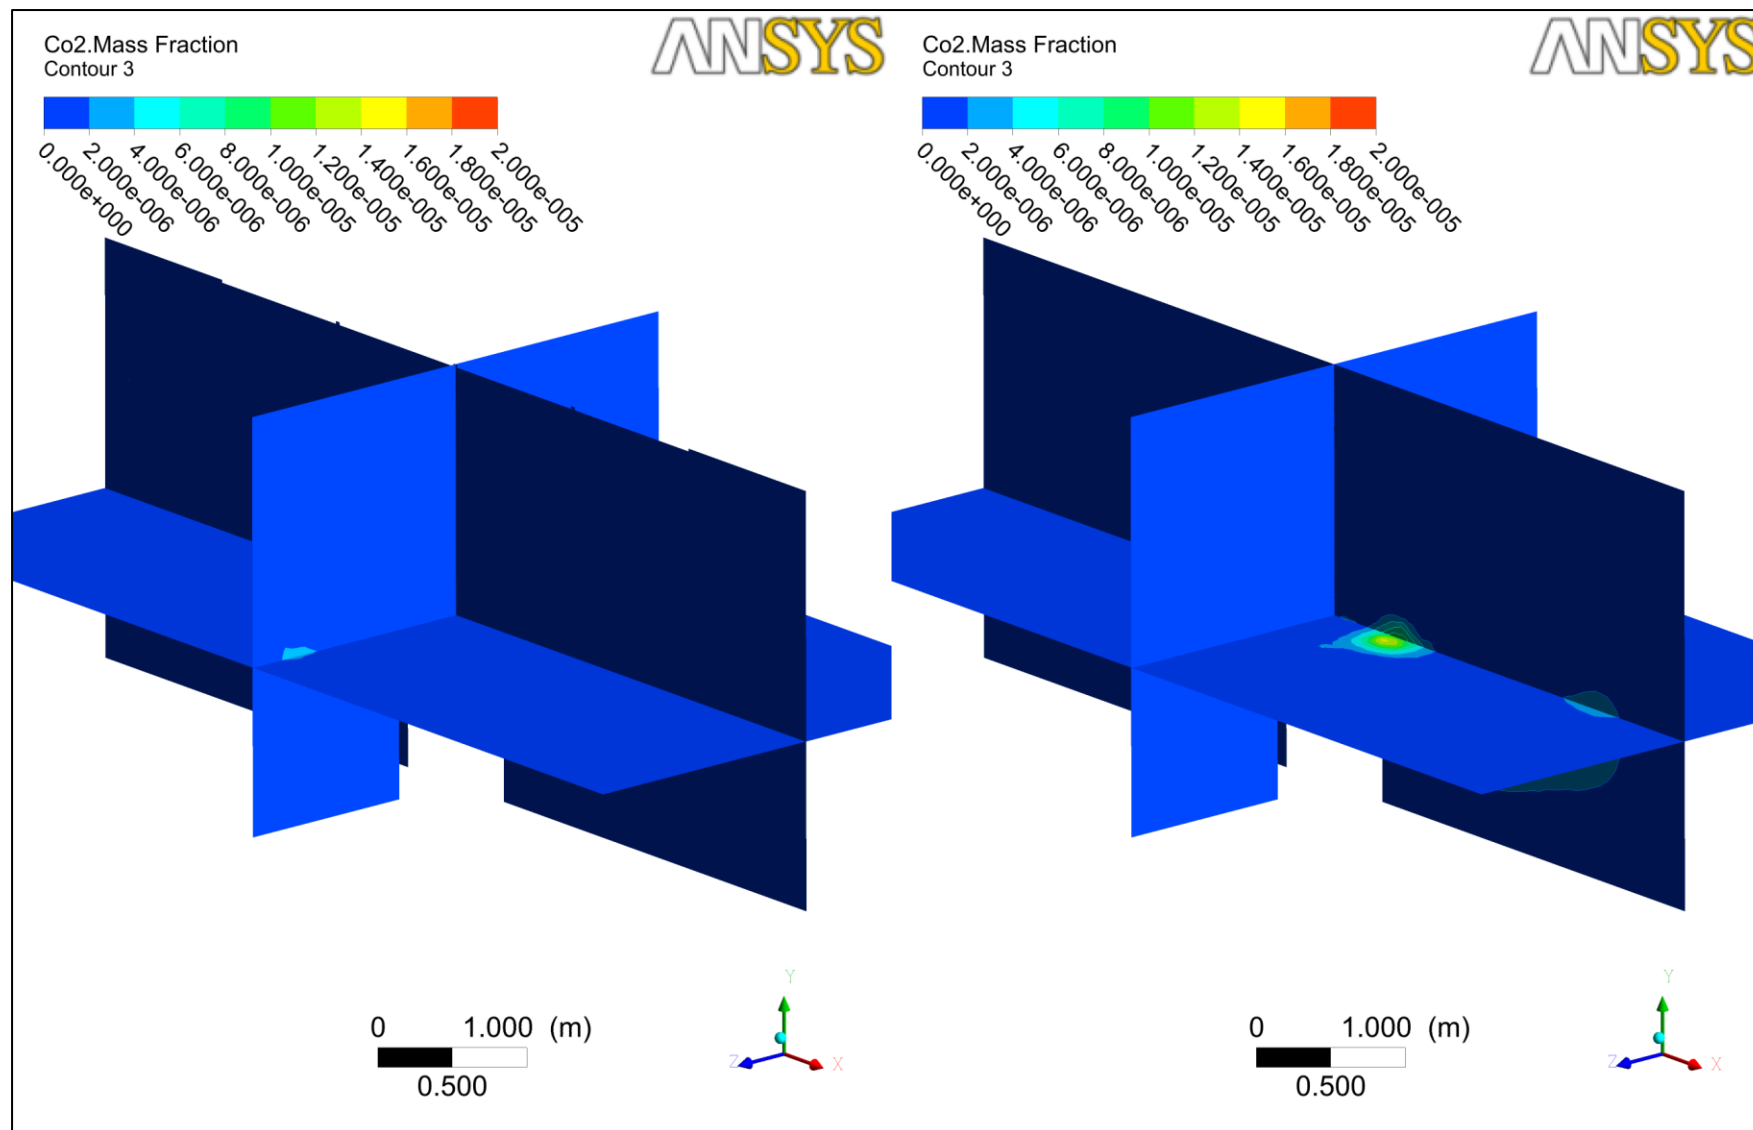 Co2.Mass Fraction
Contour 3
ANSYS
0.000e+000
2.000e-006
4.000e-006
6.000e-006
8.000e-006
1.000e-005
1.200e-005
1.400e-005
1.600e-005
1.800e-005
2.000e-005
0 1.000 (m)
0.500
Y
Z
X
Co2.Mass Fraction
Contour 3
ANSYS
0.000e+000
2.000e-006
4.000e-006
6.000e-006
8.000e-006
1.000e-005
1.200e-005
1.400e-005
1.600e-005
1.800e-005
2.000e-005
0 1.000 (m)
0.500
Y
Z
X